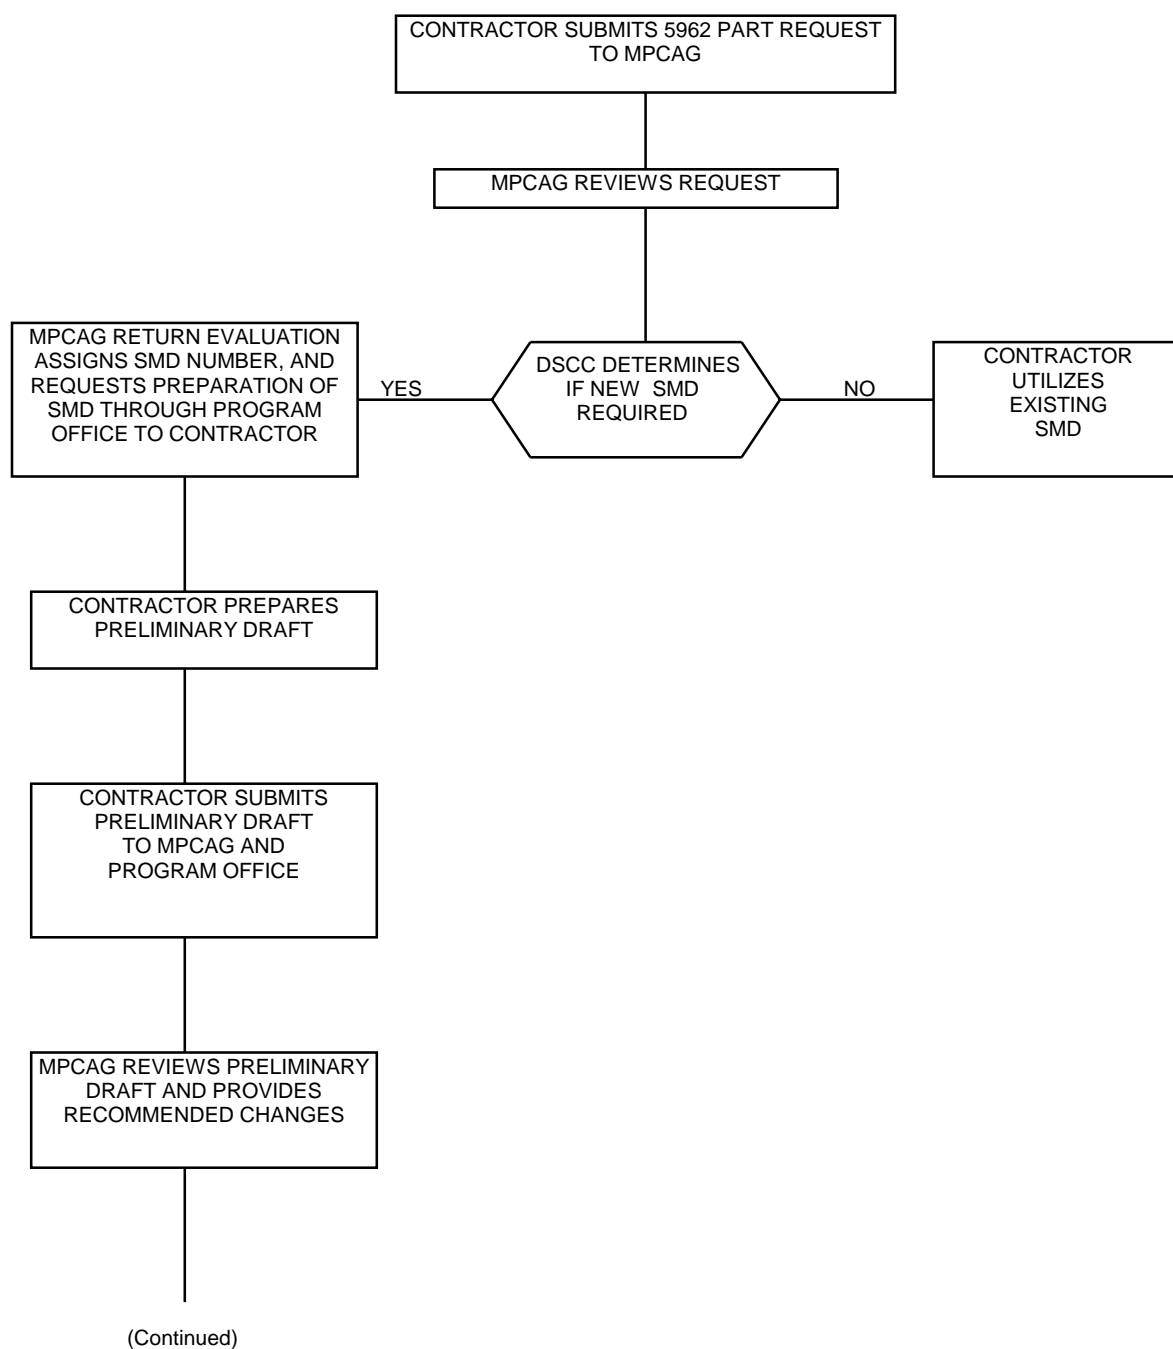 CONTRACTOR SUBMITS 5962 PART REQUEST
TO MPCAG
MPCAG REVIEWS REQUEST
MPCAG RETURN EVALUATION
ASSIGNS SMD NUMBER, AND
REQUESTS PREPARATION OF
SMD THROUGH PROGRAM
OFFICE TO CONTRACTOR
YES
DSCC DETERMINES
IF NEW SMD
REQUIRED
NO
CONTRACTOR
UTILIZES
EXISTING
SMD
CONTRACTOR PREPARES
PRELIMINARY DRAFT
CONTRACTOR SUBMITS
PRELIMINARY DRAFT
TO MPCAG AND
PROGRAM OFFICE
MPCAG REVIEWS PRELIMINARY
DRAFT AND PROVIDES
RECOMMENDED CHANGES
(Continued)